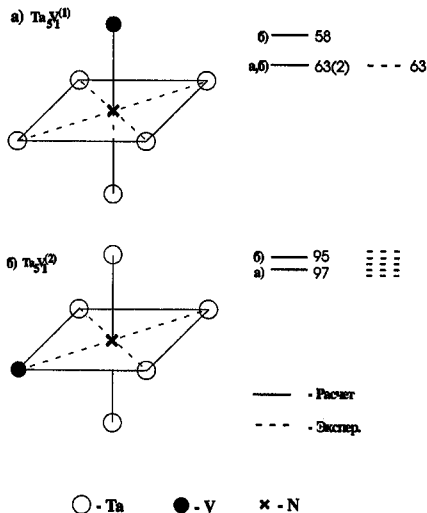 а) Ta₅V₁⁽¹⁾
б) 58
а,б) 63(2) 63
б) Ta₅V₁⁽²⁾
б) 95
а) 97
- Расчет
- Экспер.
- Ta - V - N